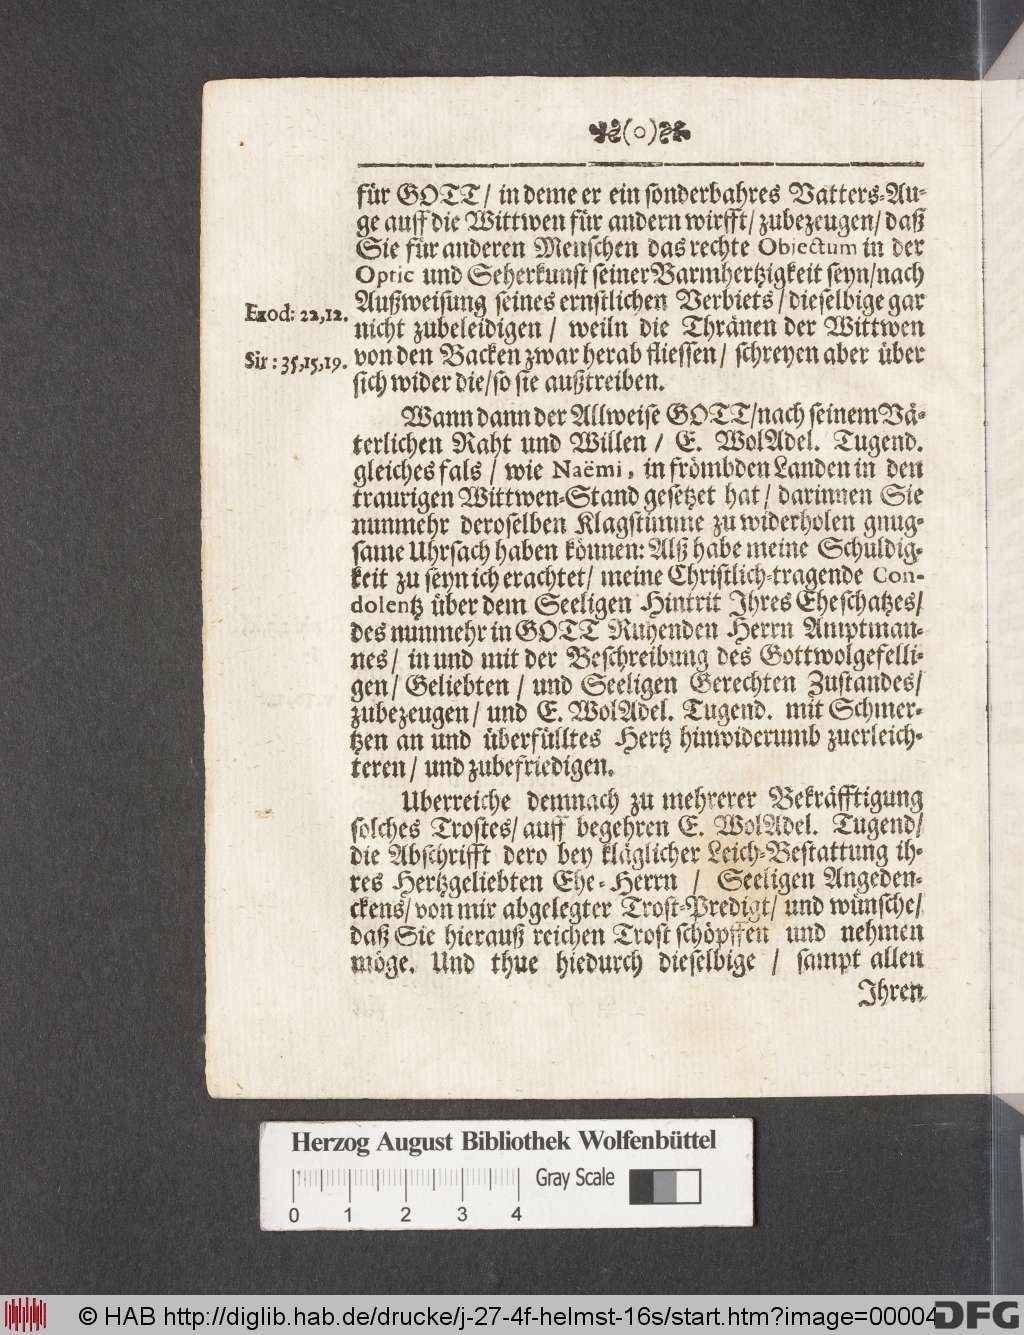 (o)
für GOTT/ in deme er ein sonderbahres Vatters-Au-
ge auff die Wittwen für andern wirfft/ zubezeugen/ daß
Sie für anderen Menschen das rechte Objectum in der
Optic und Seherkunst seiner Barmhertzigkeit seyn/nach
Außweisung seines ernstlichen Verbiets/ dieselbige gar
Exod: 22,12.
nicht zubeleidigen/ weiln die Thränen der Wittwen
Sir: 35,15,19.
von den Backen zwar herab fliessen/ schreyen aber über
sich wider die/so sie außtreiben.
Wann dann der Allweise GOTT/nach seinem Vä-
terlichen Raht und Willen/ E. WolAdel. Tugend.
gleiches fals/ wie Naëmi, in frömbden Landen in den
traurigen Wittwen-Stand gesetzet hat/ darinnen Sie
nunmehr deroselben Klagstimme zu widerholen gnug-
same Uhrsach haben können: Alß habe meine Schuldig-
keit zu seyn ich erachtet/ meine Christlich-tragende Con-
dolentz über dem Seeligen Hintrit Ihres Eheschatzes/
des nunmehr in GOTT Ruhenden Herrn Amptman-
nes/ in und mit der Beschreibung des Gottwolgefelli-
gen/ Geliebten/ und Seeligen Gerechten Zustandes/
zubezeugen/ und E. WolAdel. Tugend. mit Schmer-
tzen an und überfülltes Hertz hinwiderumb zuerleich-
teren/ und zubefriedigen.
Uberreiche demnach zu mehrerer Bekräfftigung
solches Trostes/ auff begehren E. WolAdel. Tugend/
die Abschrifft dero bey kläglicher Leich-Bestattung ih-
res Hertzgeliebten Ehe-Herrn/ Seeligen Angeden-
ckens/ von mir abgelegter Trost-Predigt/ und wünsche/
daß Sie hierauß reichen Trost schöpffen und nehmen
möge. Und thue hiedurch dieselbige/ sampt allen
Ihren
Herzog August Bibliothek Wolfenbüttel
Gray Scale
0 1 2 3 4
© HAB http://diglib.hab.de/drucke/j-27-4f-helmst-16s/start.htm?image=00004
DFG